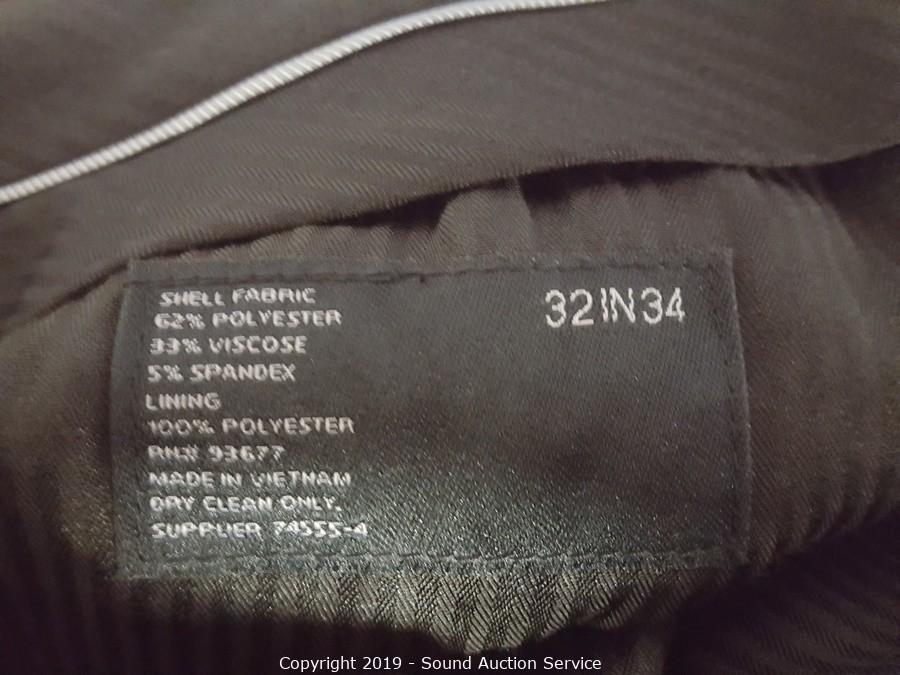 SHELL FABRIC
62% POLYESTER
33% VISCOSE
5% SPANDEX
LINING
100% POLYESTER
RN# 93677
MADE IN VIETNAM
DRY CLEAN ONLY.
SUPPLIER 74555-4
32IN34
Copyright 2019 - Sound Auction Service